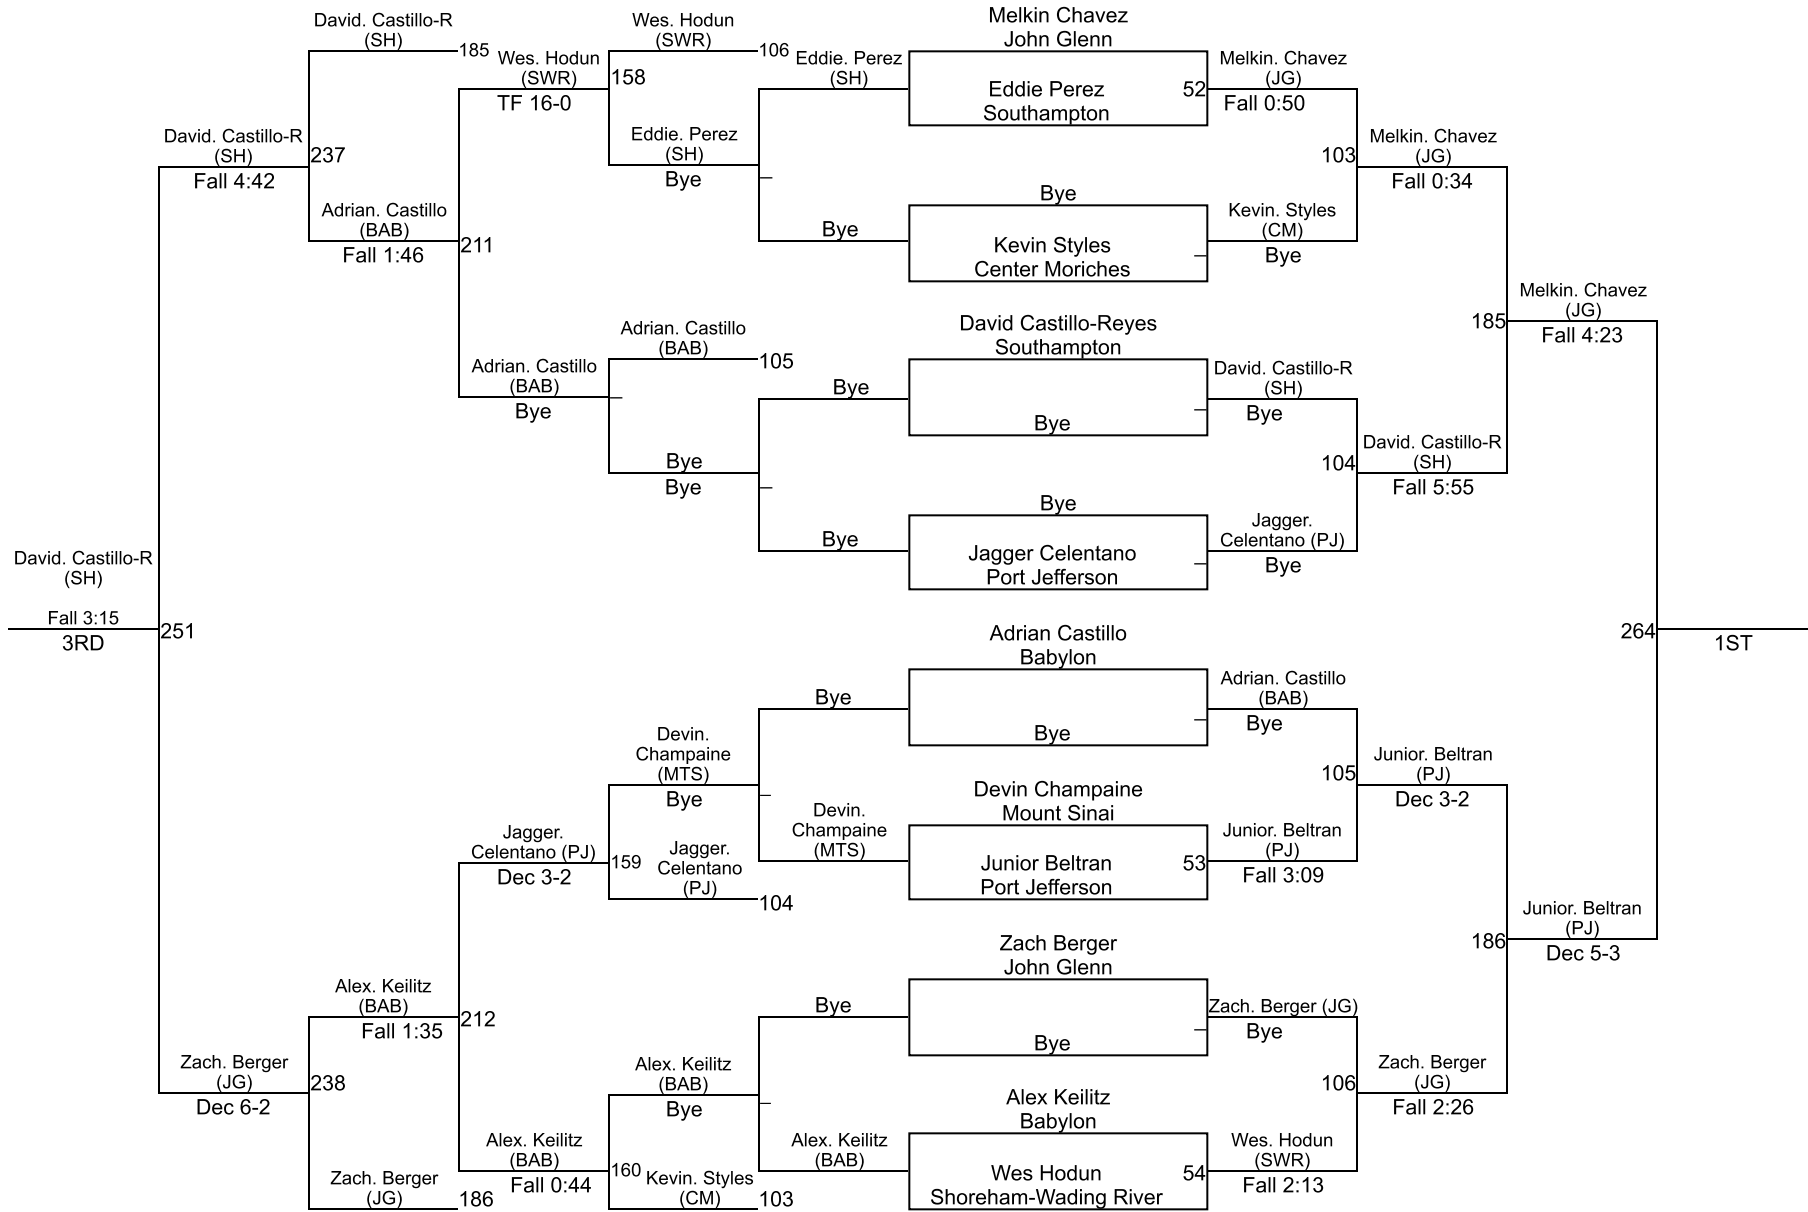 David. Castillo-R
(SH)
185
Wes. Hodun
(SWR)
TF 16-0
Wes. Hodun
(SWR)
106
158
Eddie. Perez
(SH)
Melkin Chavez
John Glenn
Eddie Perez
Southampton
52
Melkin. Chavez
(JG)
Fall 0:50
David. Castillo-R
(SH)
Fall 4:42
237
Eddie. Perez
(SH)
Bye
103
Melkin. Chavez
(JG)
Fall 0:34
Adrian. Castillo
(BAB)
Fall 1:46
211
Bye
Bye
Kevin Styles
Center Moriches
Kevin. Styles
(CM)
Bye
Melkin. Chavez
(JG)
Fall 4:23
185
Adrian. Castillo
(BAB)
Bye
Adrian. Castillo
(BAB)
105
Bye
David Castillo-Reyes
Southampton
Bye
David. Castillo-R
(SH)
Bye
Bye
Bye
104
David. Castillo-R
(SH)
Fall 5:55
Bye
Bye
Jagger Celentano
Port Jefferson
Jagger.
Celentano (PJ)
Bye
David. Castillo-R
(SH)
Fall 3:15
3RD
251
264
1ST
Bye
Adrian Castillo
Babylon
Bye
Adrian. Castillo
(BAB)
Bye
Devin.
Champaine
(MTS)
Bye
105
Junior. Beltran
(PJ)
Dec 3-2
Jagger.
Celentano (PJ)
Dec 3-2
159
Jagger.
Celentano
(PJ)
104
Devin.
Champaine
(MTS)
Devin Champaine
Mount Sinai
Junior Beltran
Port Jefferson
53
Junior. Beltran
(PJ)
Fall 3:09
186
Junior. Beltran
(PJ)
Dec 5-3
Alex. Keilitz
(BAB)
Fall 1:35
212
Bye
Zach Berger
John Glenn
Bye
Zach. Berger (JG)
Bye
Zach. Berger
(JG)
Dec 6-2
238
Alex. Keilitz
(BAB)
Bye
106
Zach. Berger
(JG)
Fall 2:26
Zach. Berger
(JG)
186
Alex. Keilitz
(BAB)
Fall 0:44
160
Kevin. Styles
(CM)
103
Alex. Keilitz
(BAB)
Alex Keilitz
Babylon
Wes Hodun
Shoreham-Wading River
54
Wes. Hodun
(SWR)
Fall 2:13